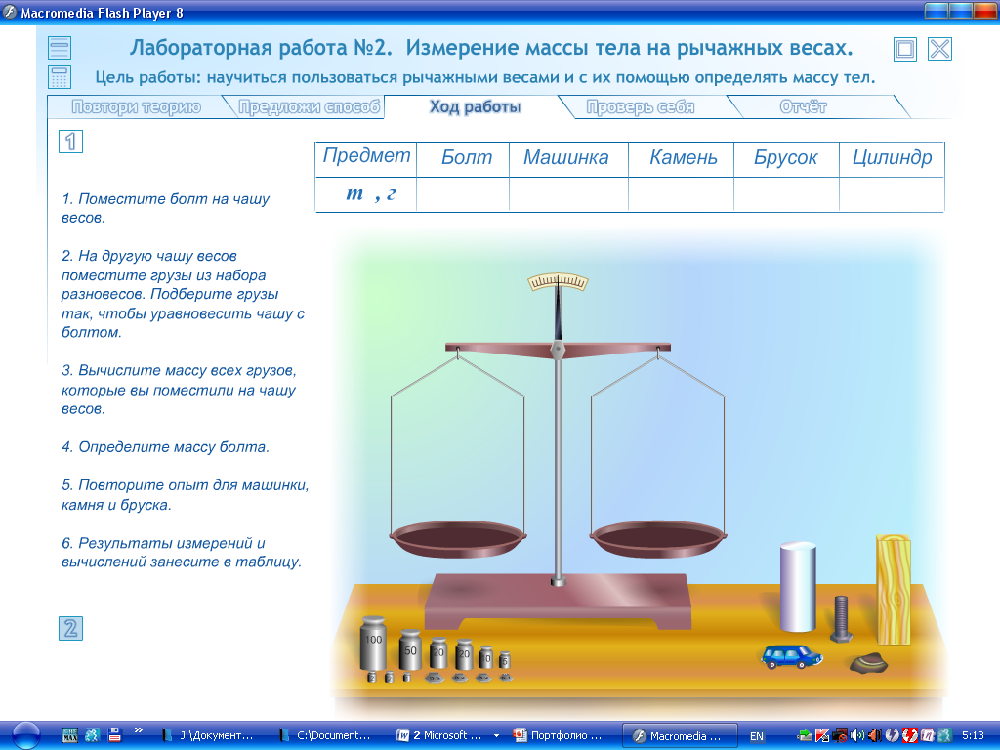 Macromedia Flash Player 8
Лабораторная работа №2. Измерение массы тела на рычажных весах.
Цель работы: научиться пользоваться рычажными весами и с их помощью определять массу тел.
Повтори теорию Предложи способ Ход работы Проверь себя Отчёт
1
Предмет Болт Машинка Камень Брусок Цилиндр
m , г
1. Поместите болт на чашу
весов.
2. На другую чашу весов
поместите грузы из набора
разновесов. Подберите грузы
так, чтобы уравновесить чашу с
болтом.
3. Вычислите массу всех грузов,
которые вы поместили на чашу
весов.
4. Определите массу болта.
5. Повторите опыт для машинки,
камня и бруска.
6. Результаты измерений и
вычислений занесите в таблицу.
2
100 50 20 20
J:\Документ... C:\Document... 2 Microsoft ... Портфолио ... Macromedia ... EN 5:13